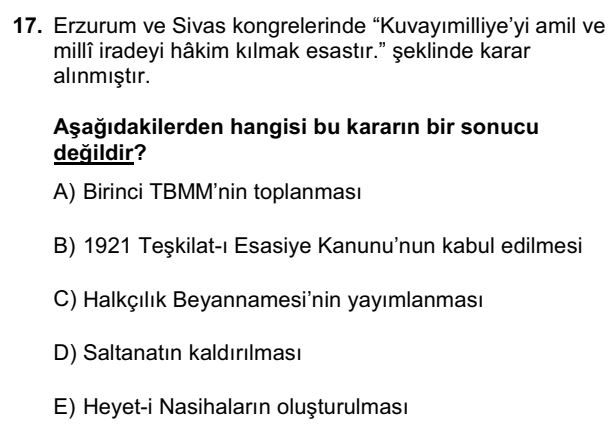 17. Erzurum ve Sivas kongrelerinde “Kuvayımilliye’yi amil ve
millî iradeyi hâkim kılmak esastır.” şeklinde karar
alınmıştır.
Aşağıdakilerden hangisi bu kararın bir sonucu
değildir?
A) Birinci TBMM’nin toplanması
B) 1921 Teşkilat-ı Esasiye Kanunu’nun kabul edilmesi
C) Halkçılık Beyannamesi’nin yayımlanması
D) Saltanatın kaldırılması
E) Heyet-i Nasihaların oluşturulması